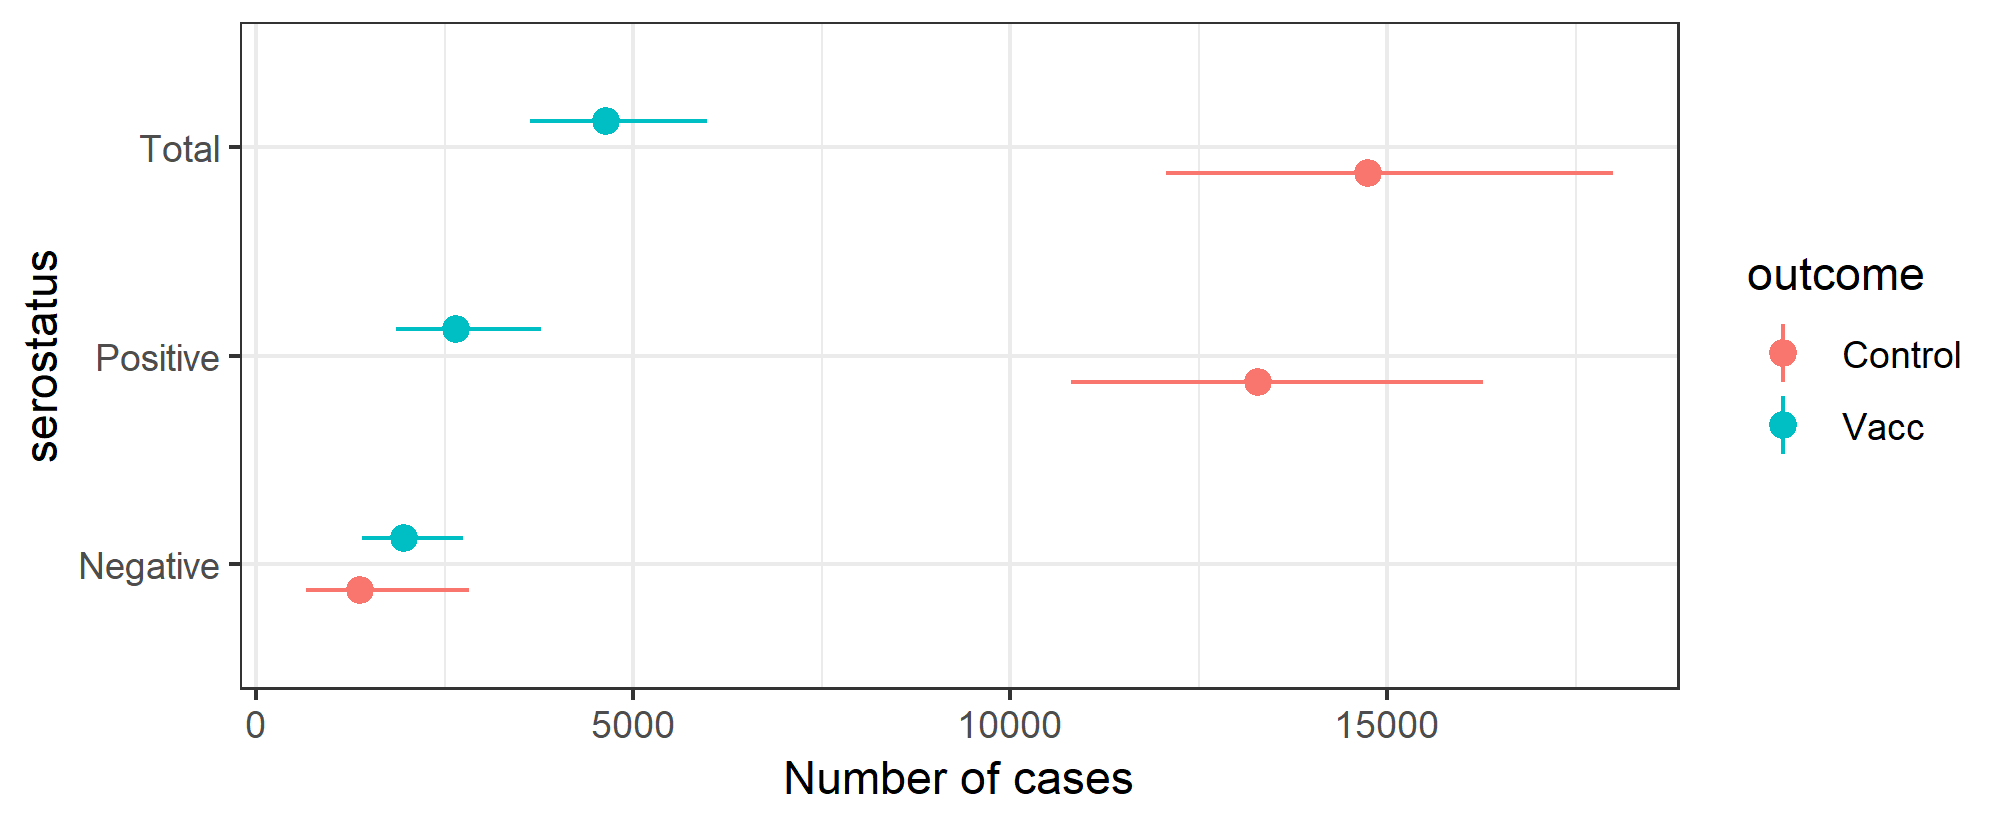 serostatus
Total
Positive
Negative
0
5000
10000
15000
Number of cases
outcome
Control
Vacc